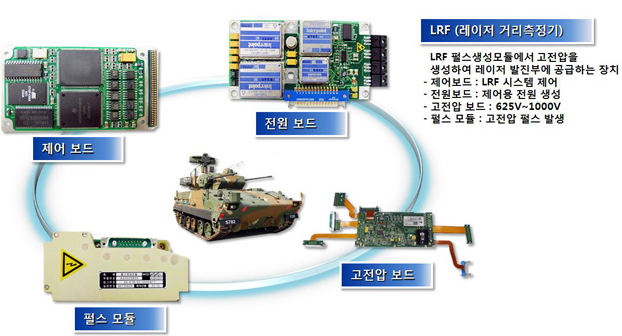 LRF (레이저 거리측정기)
LRF 펄스생성모듈에서 고전압을
생성하여 레이저 발진부에 공급하는 장치
- 제어보드 : LRF 시스템 제어
- 전원보드 : 제어용 전원 생성
- 고전압 보드 : 625V~1000V
- 펄스 모듈 : 고전압 펄스 발생
interpoint
interpoint
전원 보드
제어 보드
고전압 보드
펄스 모듈